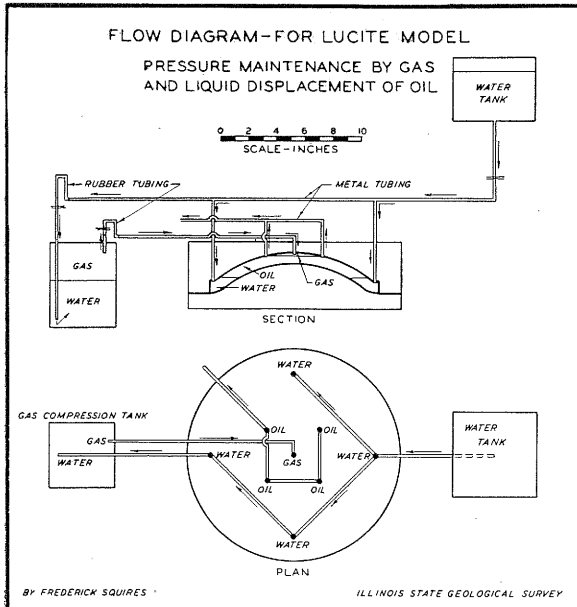 FLOW DIAGRAM-FOR LUCITE MODEL
PRESSURE MAINTENANCE BY GAS
AND LIQUID DISPLACEMENT OF OIL
WATER
TANK
0 2 4 6 8 10
SCALE-INCHES
RUBBER TUBING
METAL TUBING
GAS
WATER
OIL
WATER
GAS
SECTION
WATER
GAS COMPRESSION TANK
GAS
WATER
OIL
OIL
WATER
GAS
WATER
OIL
OIL
WATER
TANK
WATER
PLAN
BY FREDERICK SQUIRES
ILLINOIS STATE GEOLOGICAL SURVEY